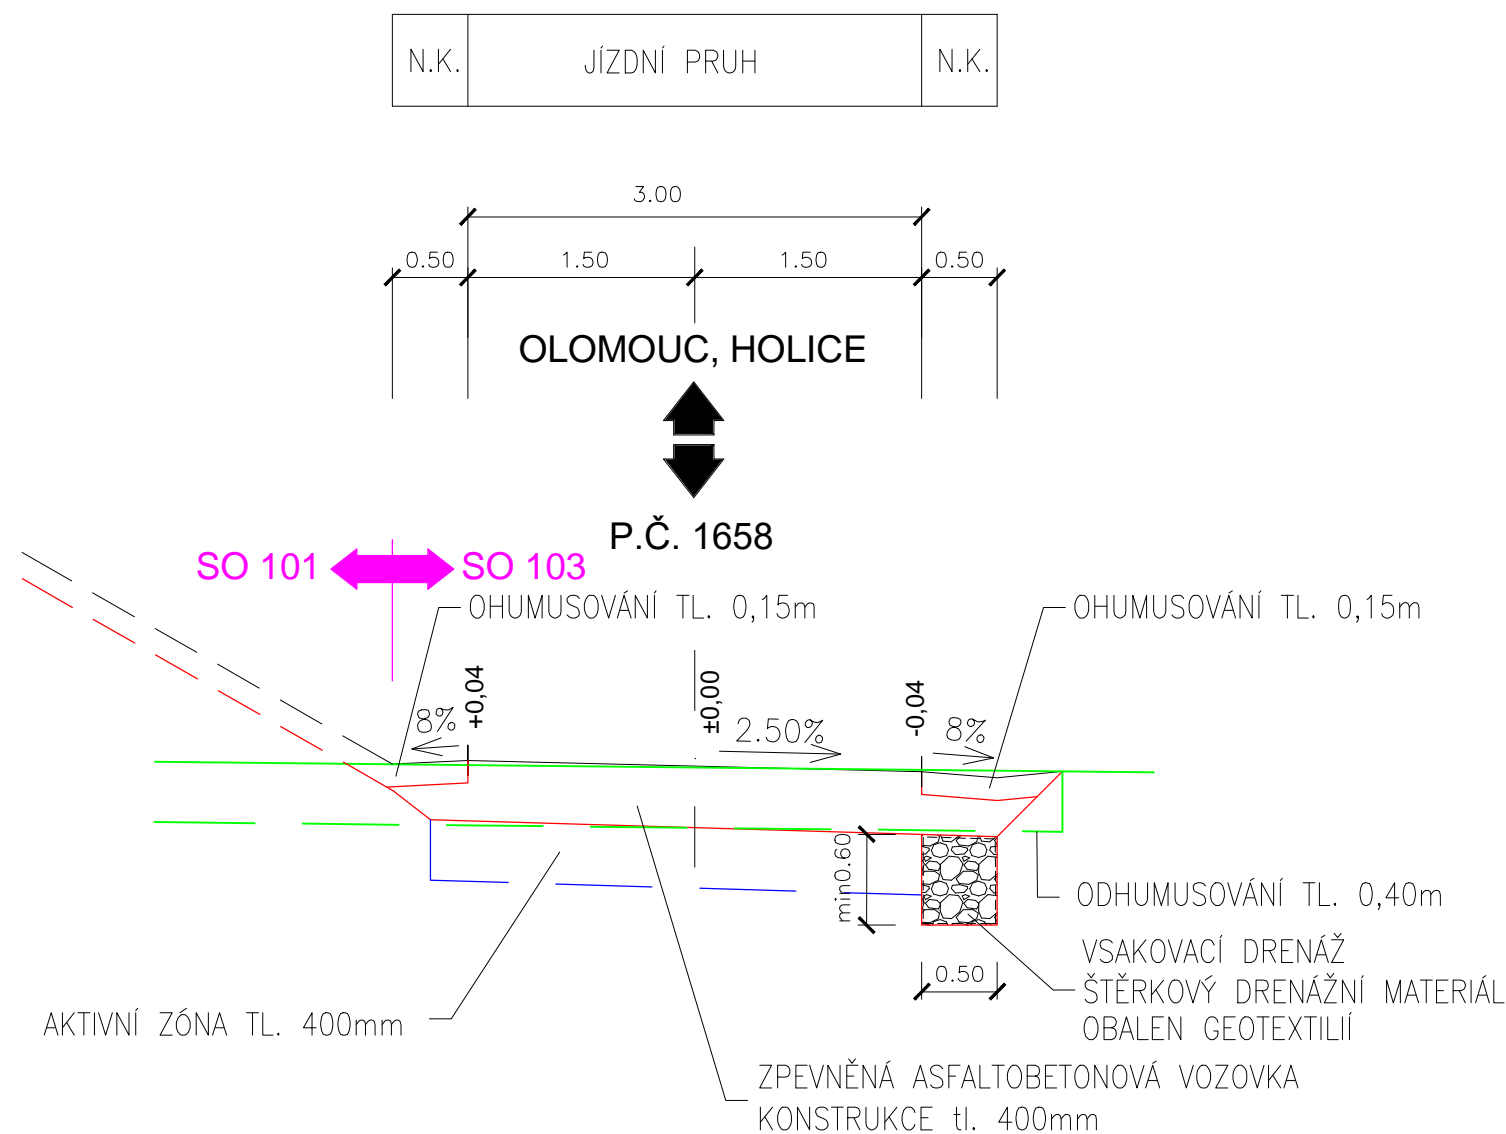 N.K.
JÍZDNÍ PRUH
N.K.
3.00
0.50
1.50
1.50
0.50
OLOMOUC, HOLICE
P.Č. 1658
SO 101
SO 103
OHUMUSOVÁNÍ TL. 0,15m
OHUMUSOVÁNÍ TL. 0,15m
8%
+0,04
±0,00
2.50%
-0,04
8%
min0.60
ODHUMUSOVÁNÍ TL. 0,40m
VSAKOVACÍ DRENÁŽ
ŠTĚRKOVÝ DRENÁŽNÍ MATERIÁL
OBALEN GEOTEXTILIÍ
0.50
AKTIVNÍ ZÓNA TL. 400mm
ZPEVNĚNÁ ASFALTOBETONOVÁ VOZOVKA
KONSTRUKCE tl. 400mm